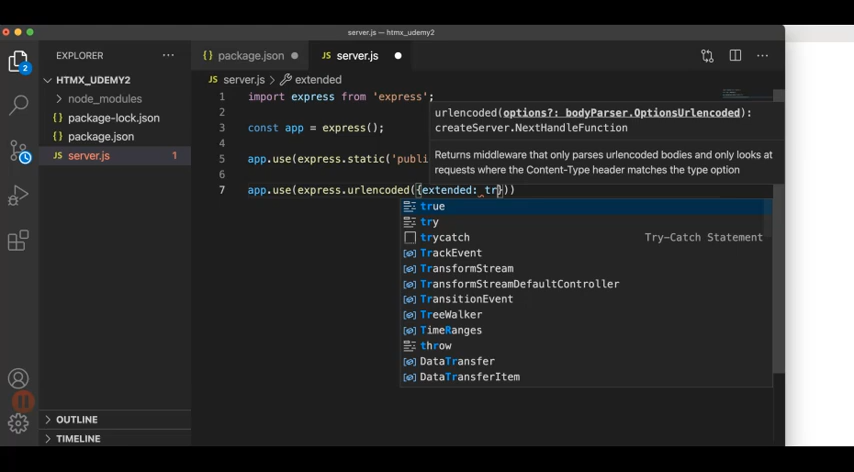 server.js — htmx_udemy2
EXPLORER
{} package.json
JS server.js
HTMX_UDEMY2
JS server.js > extended
node_modules
{} package-lock.json
{} package.json
JS server.js 1
2
1 import express from 'express';
2
3 const app = express();
4
5 app.use(express.static('publi
6
7 app.use(express.urlencoded({extended: tr}))
urlencoded(options?: bodyParser.OptionsUrlencoded):
createServer.NextHandleFunction
Returns middleware that only parses urlencoded bodies and only looks at
requests where the Content-Type header matches the type option
true
try
trycatch Try-Catch Statement
TrackEvent
TransformStream
TransformStreamDefaultController
TransitionEvent
TreeWalker
TimeRanges
throw
DataTransfer
DataTransferItem
OUTLINE
TIMELINE